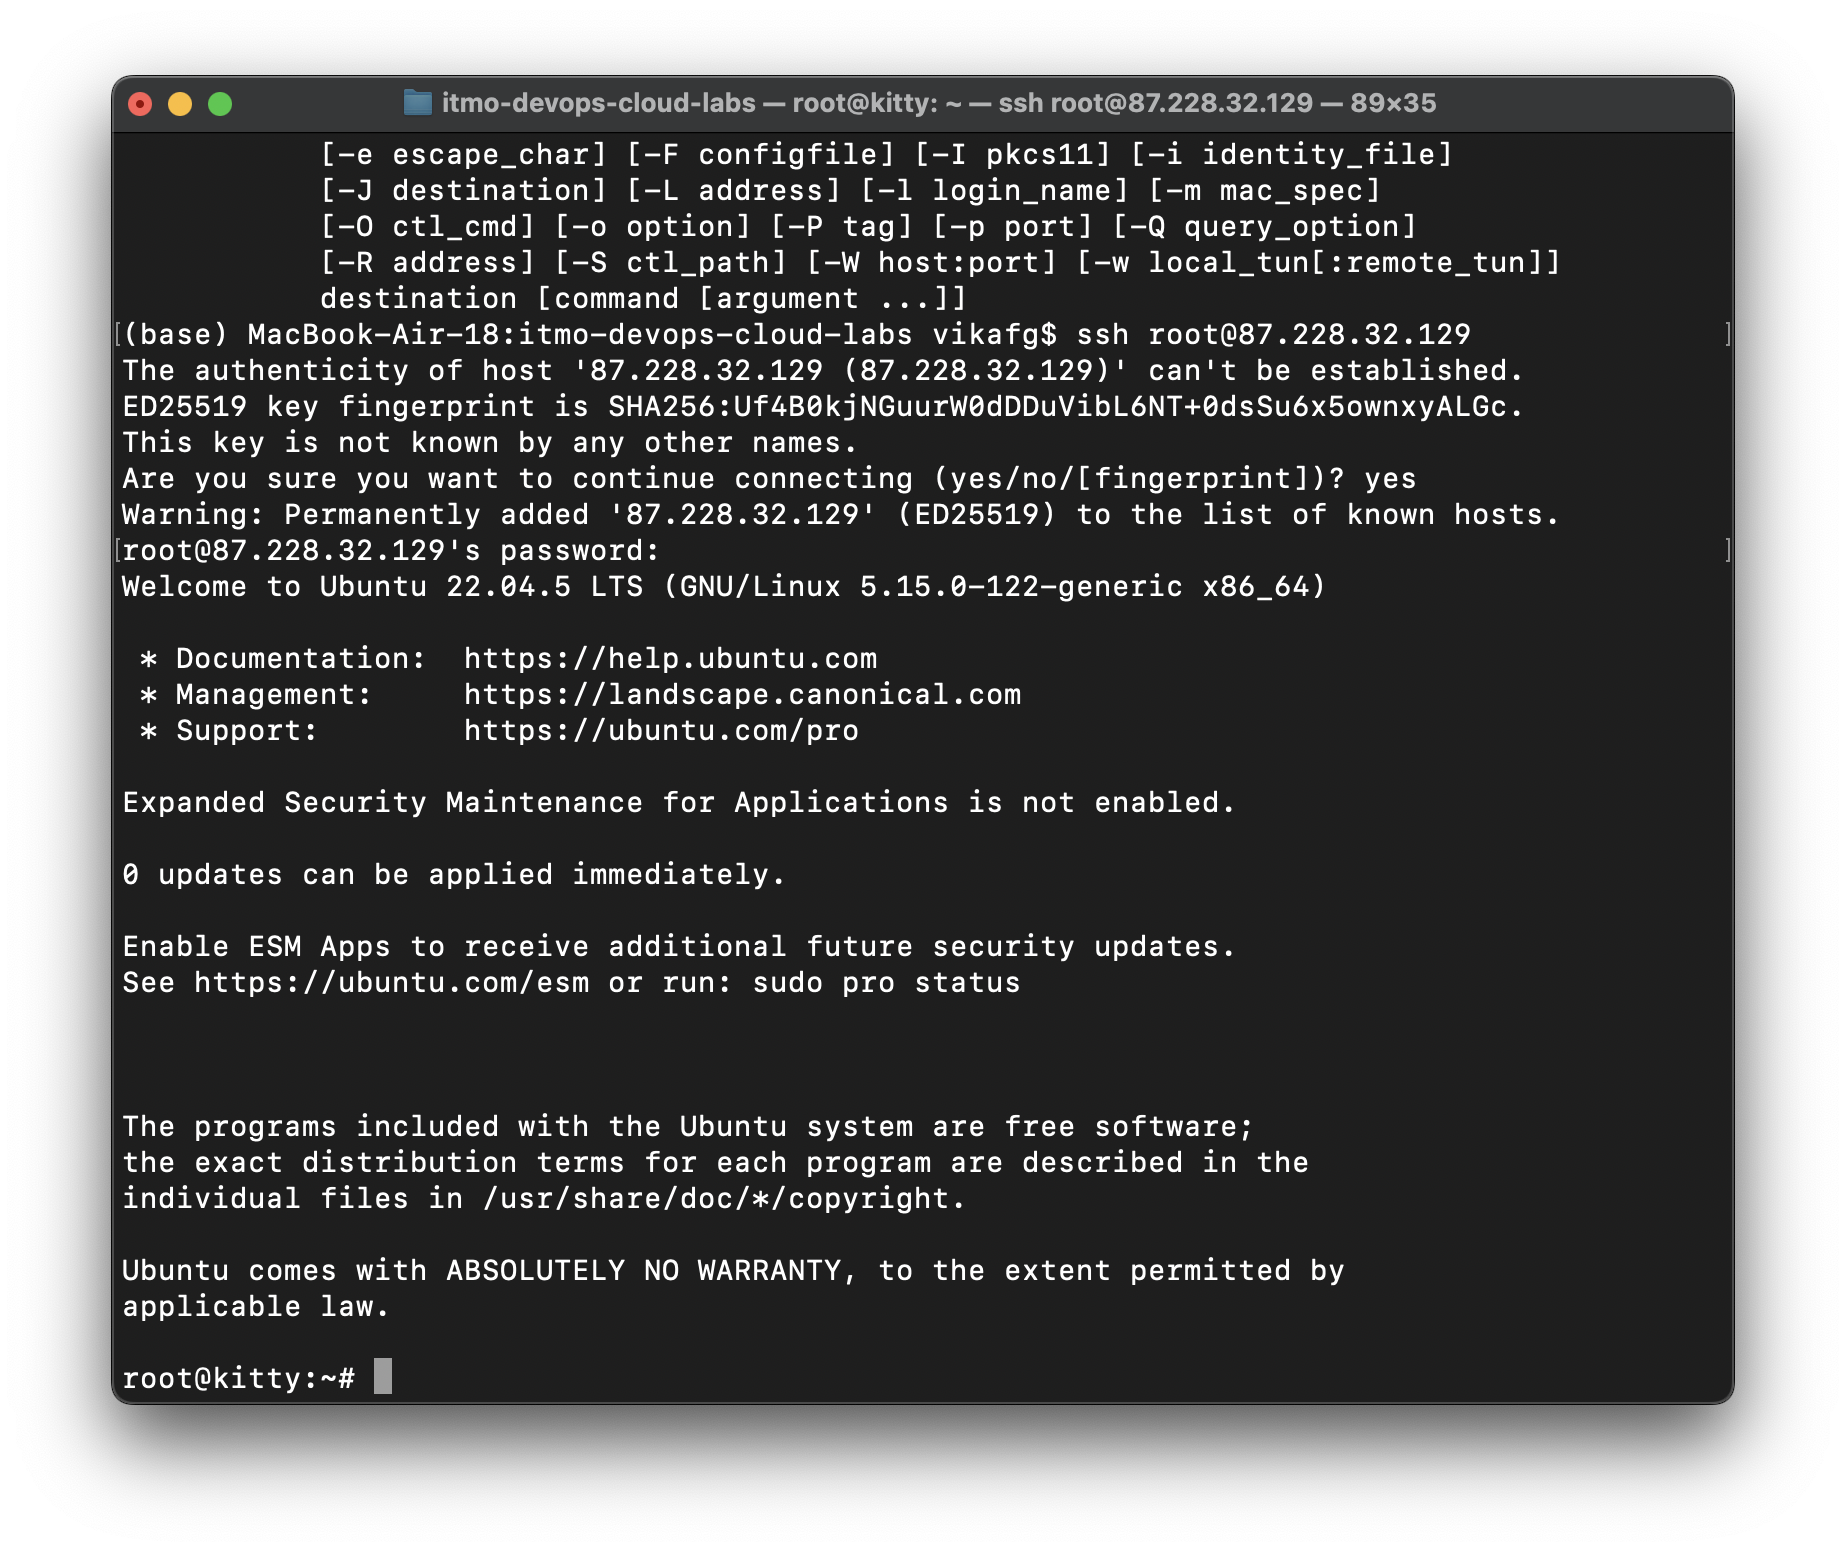 itmo-devops-cloud-labs — root@kitty: ~ — ssh root@87.228.32.129 — 89×35
[-e escape_char] [-F configfile] [-I pkcs11] [-i identity_file]
[-J destination] [-L address] [-l login_name] [-m mac_spec]
[-O ctl_cmd] [-o option] [-P tag] [-p port] [-Q query_option]
[-R address] [-S ctl_path] [-W host:port] [-w local_tun[:remote_tun]]
destination [command [argument ...]]
[(base) MacBook-Air-18:itmo-devops-cloud-labs vikafg$ ssh root@87.228.32.129 ]
The authenticity of host '87.228.32.129 (87.228.32.129)' can't be established.
ED25519 key fingerprint is SHA256:Uf4B0kjNGuurW0dDDuVibL6NT+0dsSu6x5ownxyALGc.
This key is not known by any other names.
Are you sure you want to continue connecting (yes/no/[fingerprint])? yes
Warning: Permanently added '87.228.32.129' (ED25519) to the list of known hosts.
[root@87.228.32.129's password: ]
Welcome to Ubuntu 22.04.5 LTS (GNU/Linux 5.15.0-122-generic x86_64)
* Documentation: https://help.ubuntu.com
* Management: https://landscape.canonical.com
* Support: https://ubuntu.com/pro
Expanded Security Maintenance for Applications is not enabled.
0 updates can be applied immediately.
Enable ESM Apps to receive additional future security updates.
See https://ubuntu.com/esm or run: sudo pro status
The programs included with the Ubuntu system are free software;
the exact distribution terms for each program are described in the
individual files in /usr/share/doc/*/copyright.
Ubuntu comes with ABSOLUTELY NO WARRANTY, to the extent permitted by
applicable law.
root@kitty:~#